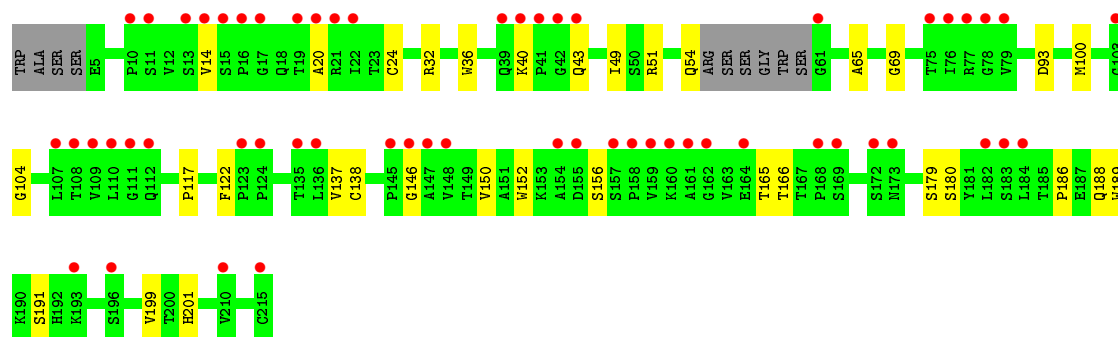 TRP ALA SER SER E5 P10 S11 V12 S13 V14 S15 P16 G17 Q18 T19 A20 R21 I22 T23 C24 R32 W36 Q39 K40 P41 G42 Q43 I49 S50 R51 Q54 ARG SER SER GLY TRP SER G61 A65 G69 T75 I76 R77 G78 V79 D93 M100 G103
G104 L107 T108 V109 L110 G111 Q112 P117 F122 P123 P124 T135 L136 V137 C138 P145 G146 A147 V148 T149 V150 A151 W152 K153 A154 D155 S156 S157 P158 V159 K160 A161 G162 V163 E164 T165 T166 T167 P168 S169 S172 N173 S179 S180 Y181 L182 S183 L184 T185 P186 E187 Q188 W189
K190 S191 H192 K193 S196 V199 T200 H201 V210 C215